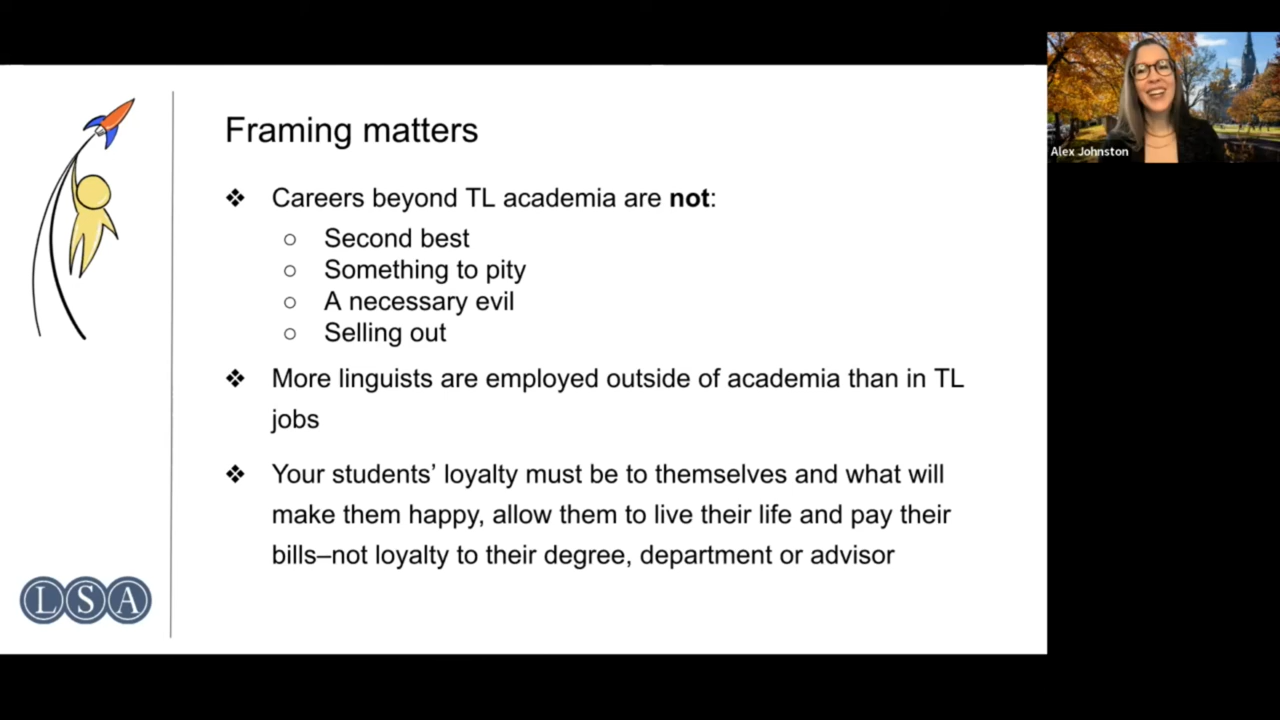 Framing matters
❖ Careers beyond TL academia are not:
○ Second best
○ Something to pity
○ A necessary evil
○ Selling out
❖ More linguists are employed outside of academia than in TL
jobs
❖ Your students’ loyalty must be to themselves and what will
make them happy, allow them to live their life and pay their
bills–not loyalty to their degree, department or advisor
LSA
Alex Johnston